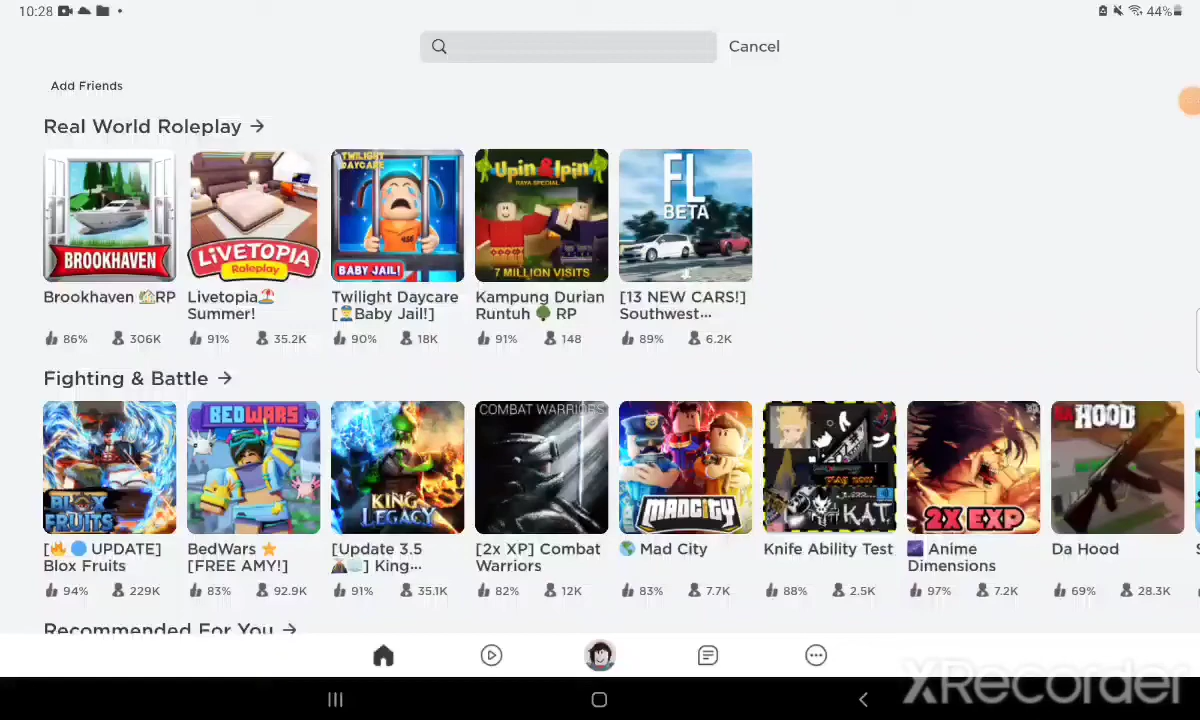 10:28
44%
Cancel
Add Friends
Real World Roleplay →
BROOKHAVEN
LIVETOPIA
Roleplay
TWILIGHT
DAYCARE
BABY JAIL!
Upin & Ipin
RAYA SPECIAL
7 MILLION VISITS
FL
BETA
Brookhaven 🏡RP
Livetopia🏖️
Summer!
Twilight Daycare
[👮Baby Jail!]
Kampung Durian
Runtuh 🌳 RP
[13 NEW CARS!]
Southwest...
86% 306K
91% 35.2K
90% 18K
91% 148
89% 6.2K
Fighting & Battle →
BLOX
FRUITS
BEDWARS
KING
LEGACY
COMBAT WARRIORS
MADCITY
KAT
2X EXP
DA HOOD
[🔥🔵 UPDATE]
Blox Fruits
BedWars ⭐
[FREE AMY!]
[Update 3.5
🌋] King...
[2x XP] Combat
Warriors
🌎 Mad City
Knife Ability Test
🌌 Anime
Dimensions
Da Hood
94% 229K
83% 92.9K
91% 35.1K
82% 12K
83% 7.7K
88% 2.5K
97% 7.2K
69% 28.3K
Recommended For You →
XRecorder